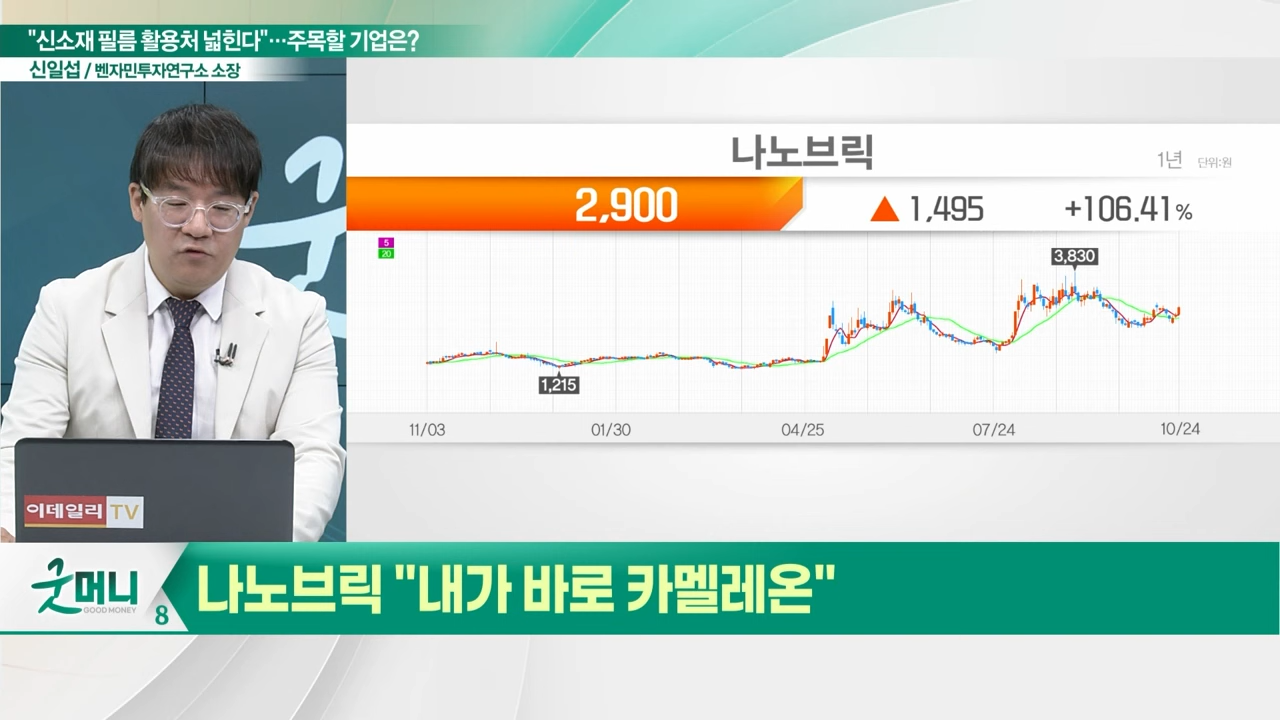 "신소재 필름 활용처 넓힌다"…주목할 기업은?
신일섭 / 벤자민투자연구소 소장
나노브릭
1년 단위:원
2,900 ▲ 1,495 +106.41%
5
20
3,830
1,215
11/03 01/30 04/25 07/24 10/24
이데일리 TV
굿머니
GOOD MONEY
8
나노브릭 "내가 바로 카멜레온"